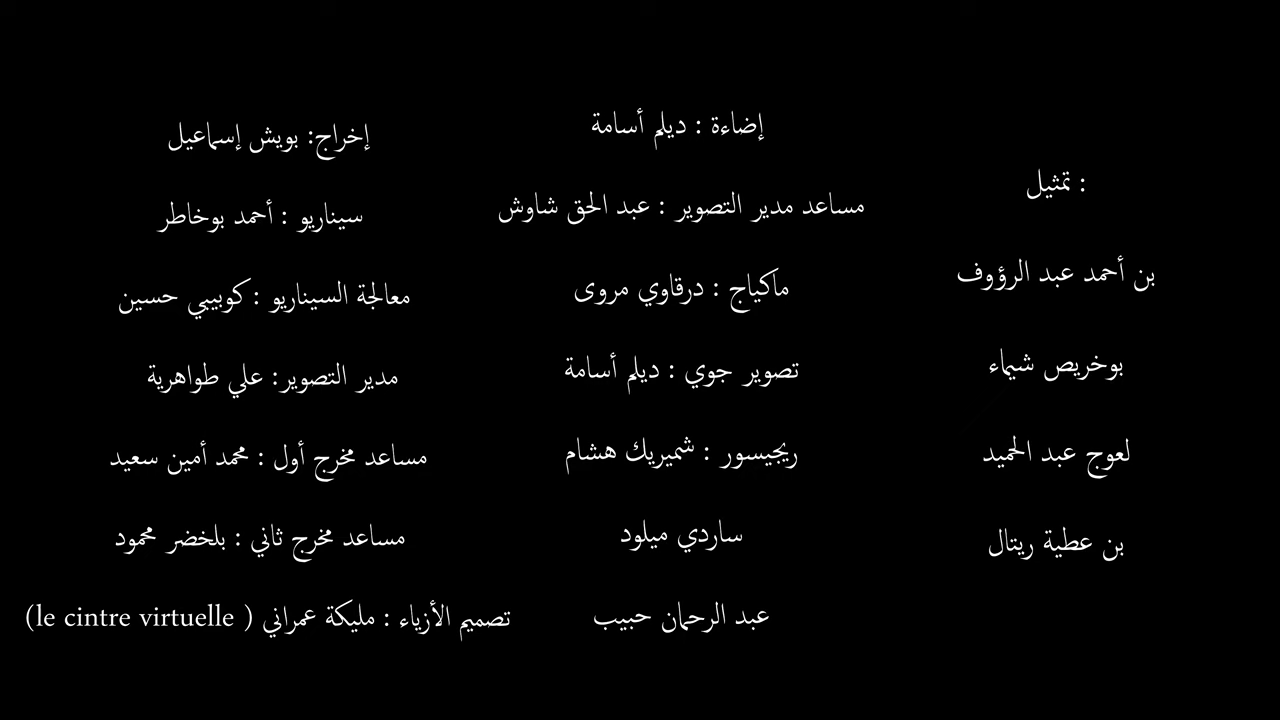 تمثيل :
بن أحمد عبد الرؤوف
بوخريص شيماء
لعوج عبد الحميد
بن عطية ريتال
إضاءة : ديلم أسامة
مساعد مدير التصوير : عبد الحق شاوش
ماكياج : درقاوي مروى
تصوير جوي : ديلم أسامة
ريجيسور : شميريك هشام
ساردي ميلود
عبد الرحمان حبيب
إخراج: بويش إسماعيل
سيناريو : أحمد بوخاطر
معالجة السيناريو : كوبيبي حسين
مدير التصوير: علي طواهرية
مساعد مخرج أول : محمد أمين سعيد
مساعد مخرج ثاني : بلخضر محمود
تصميم الأزياء : مليكة عمراني ( le cintre virtuelle)